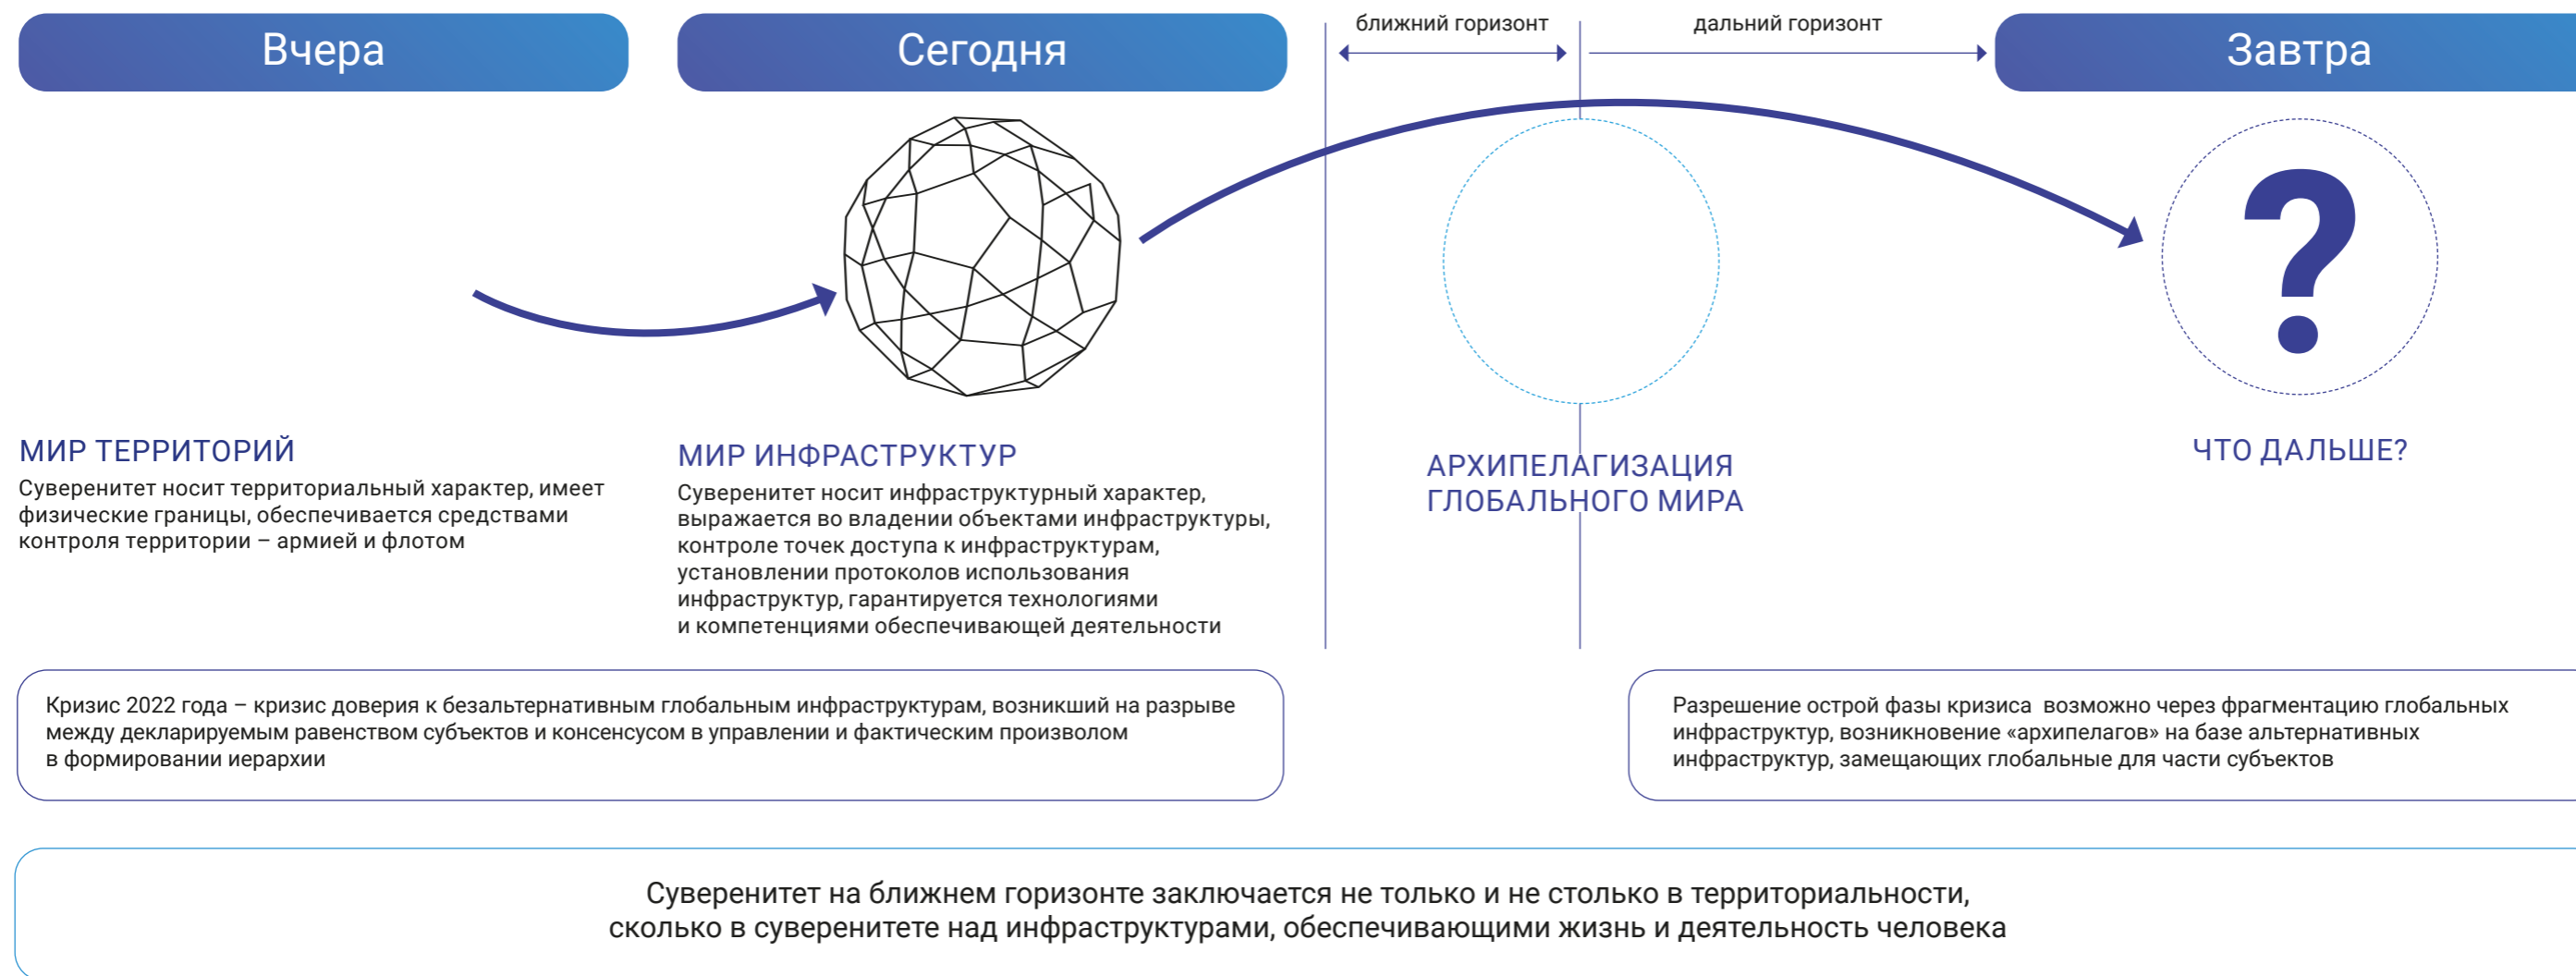 Вчера
Сегодня
ближний горизонт
дальний горизонт
Завтра
МИР ТЕРРИТОРИЙ
Суверенитет носит территориальный характер, имеет
физические границы, обеспечивается средствами
контроля территории – армией и флотом
МИР ИНФРАСТРУКТУР
Суверенитет носит инфраструктурный характер,
выражается во владении объектами инфраструктуры,
контроле точек доступа к инфраструктурам,
установлении протоколов использования
инфраструктур, гарантируется технологиями
и компетенциями обеспечивающей деятельности
АРХИПЕЛАГИЗАЦИЯ
ГЛОБАЛЬНОГО МИРА
?
ЧТО ДАЛЬШЕ?
Кризис 2022 года – кризис доверия к безальтернативным глобальным инфраструктурам, возникший на разрыве
между декларируемым равенством субъектов и консенсусом в управлении и фактическим произволом
в формировании иерархии
Разрешение острой фазы кризиса возможно через фрагментацию глобальных
инфраструктур, возникновение «архипелагов» на базе альтернативных
инфраструктур, замещающих глобальные для части субъектов
Суверенитет на ближнем горизонте заключается не только и не столько в территориальности,
сколько в суверенитете над инфраструктурами, обеспечивающими жизнь и деятельность человека